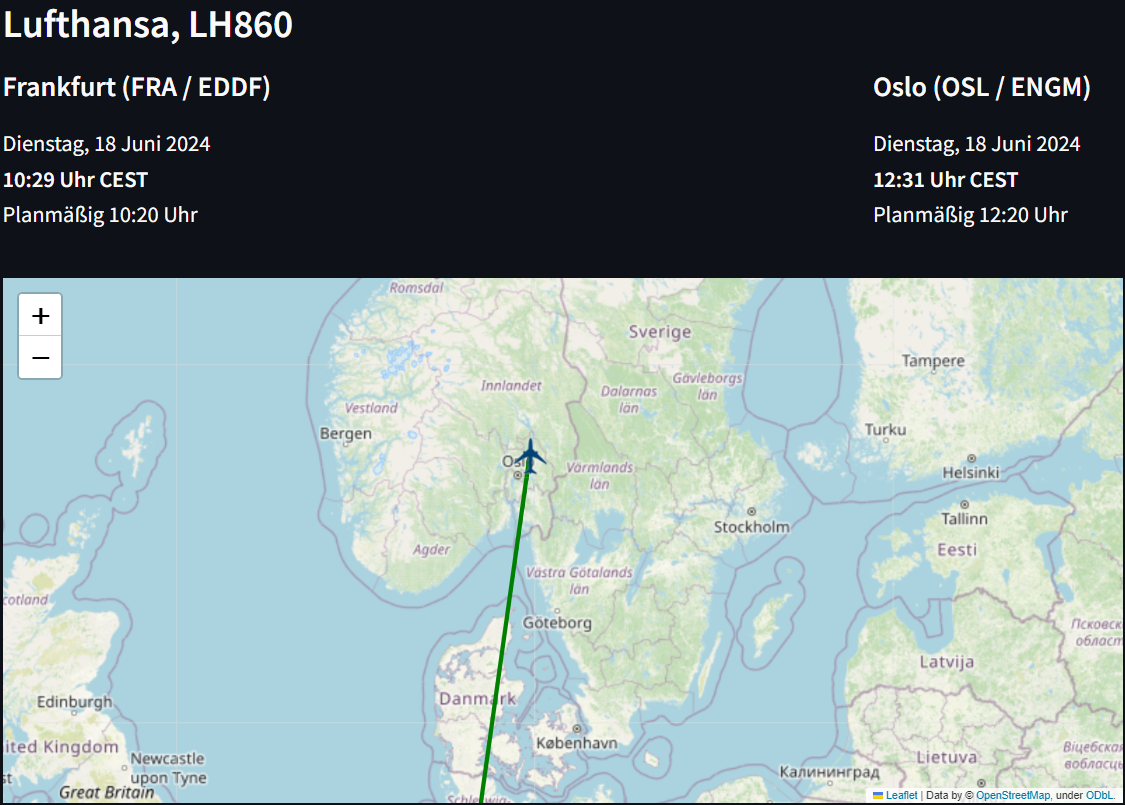 Lufthansa, LH860
Frankfurt (FRA / EDDF)
Oslo (OSL / ENGM)
Dienstag, 18 Juni 2024
Dienstag, 18 Juni 2024
10:29 Uhr CEST
12:31 Uhr CEST
Planmäßig 10:20 Uhr
Planmäßig 12:20 Uhr
Romsdal
+
−
Sverige
Tampere
Innlandet
Dalarnas
län
Gävleborgs
län
Vestland
Bergen
Turku
Värmlands
län
Helsinki
Stockholm
Tallinn
Agder
Eesti
Västra Götalands
län
cotland
Göteborg
Псковск
област
Latvija
Danmark
Edinburgh
København
ited Kingdom
Newcastle
upon Tyne
Lietuva
Віцебска
вобласц
Калининград
st
Great Britain
Schleswig
Leaflet | Data by © OpenStreetMap, under ODbL.